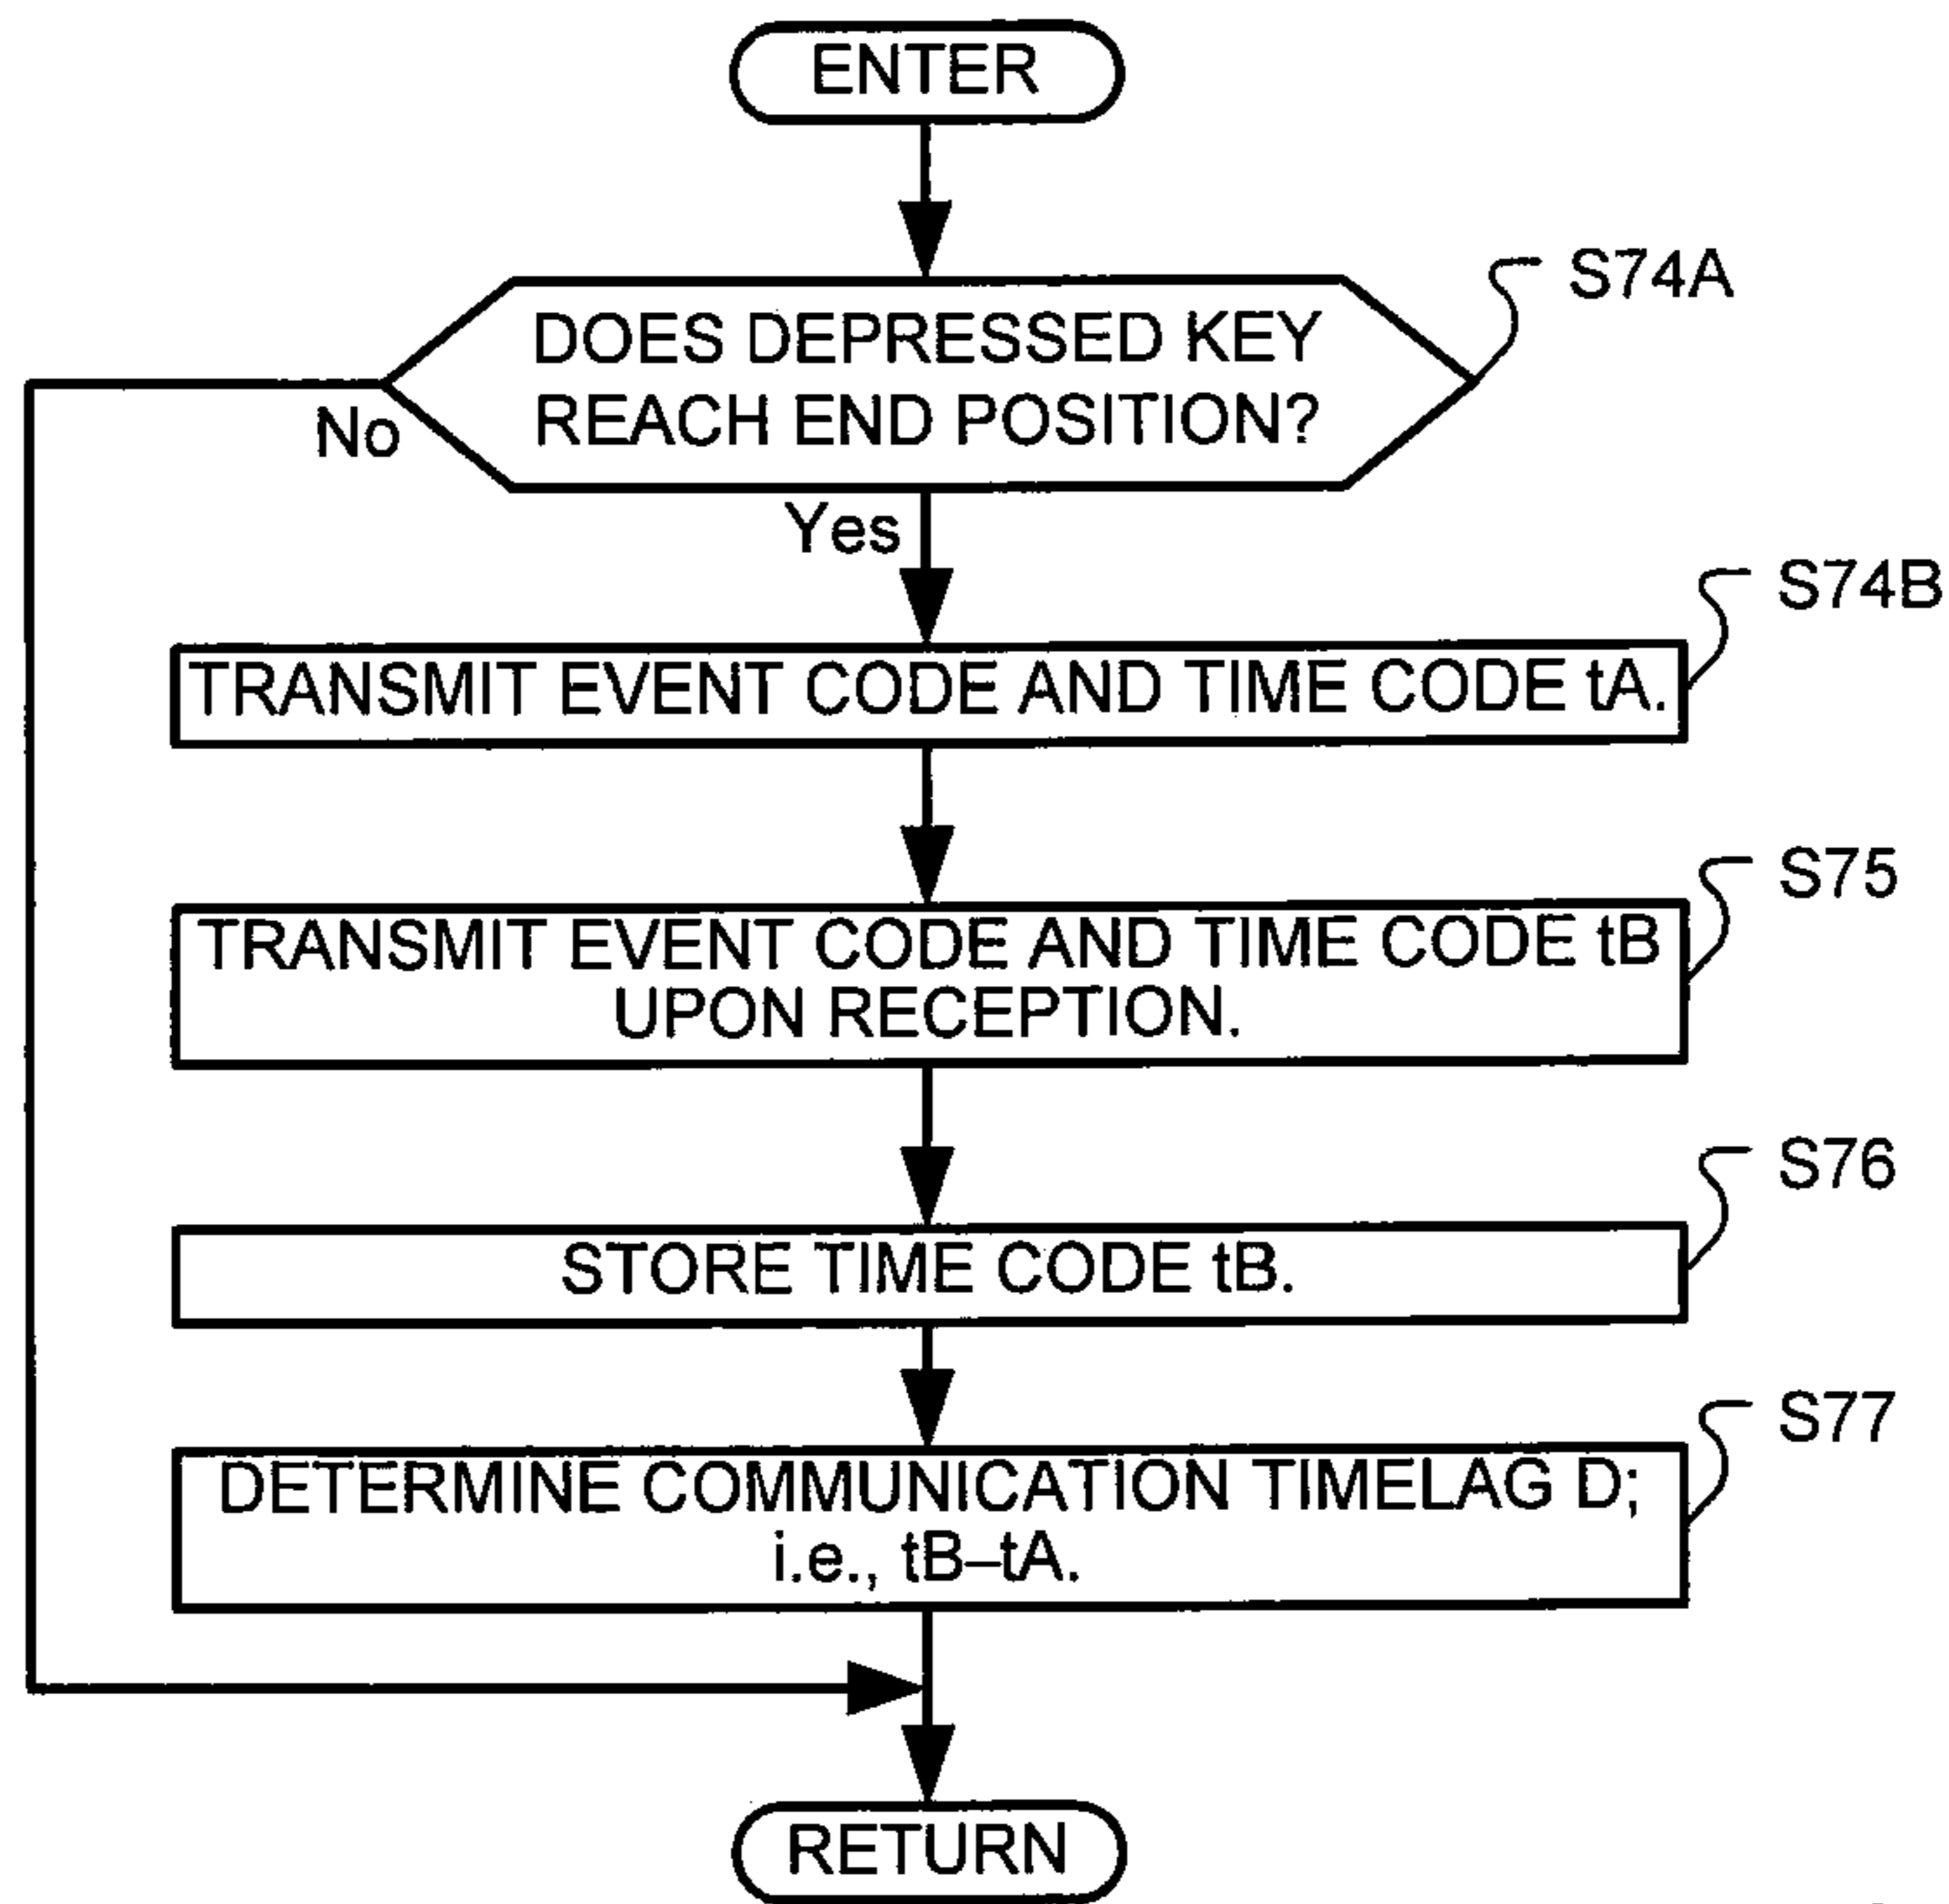 ENTER
S74A
DOES DEPRESSED KEY
REACH END POSITION?
No
Yes
S74B
TRANSMIT EVENT CODE AND TIME CODE tA.
S75
TRANSMIT EVENT CODE AND TIME CODE tB
UPON RECEPTION.
S76
STORE TIME CODE tB.
S77
DETERMINE COMMUNICATION TIMELAG D;
i.e., tB–tA.
RETURN